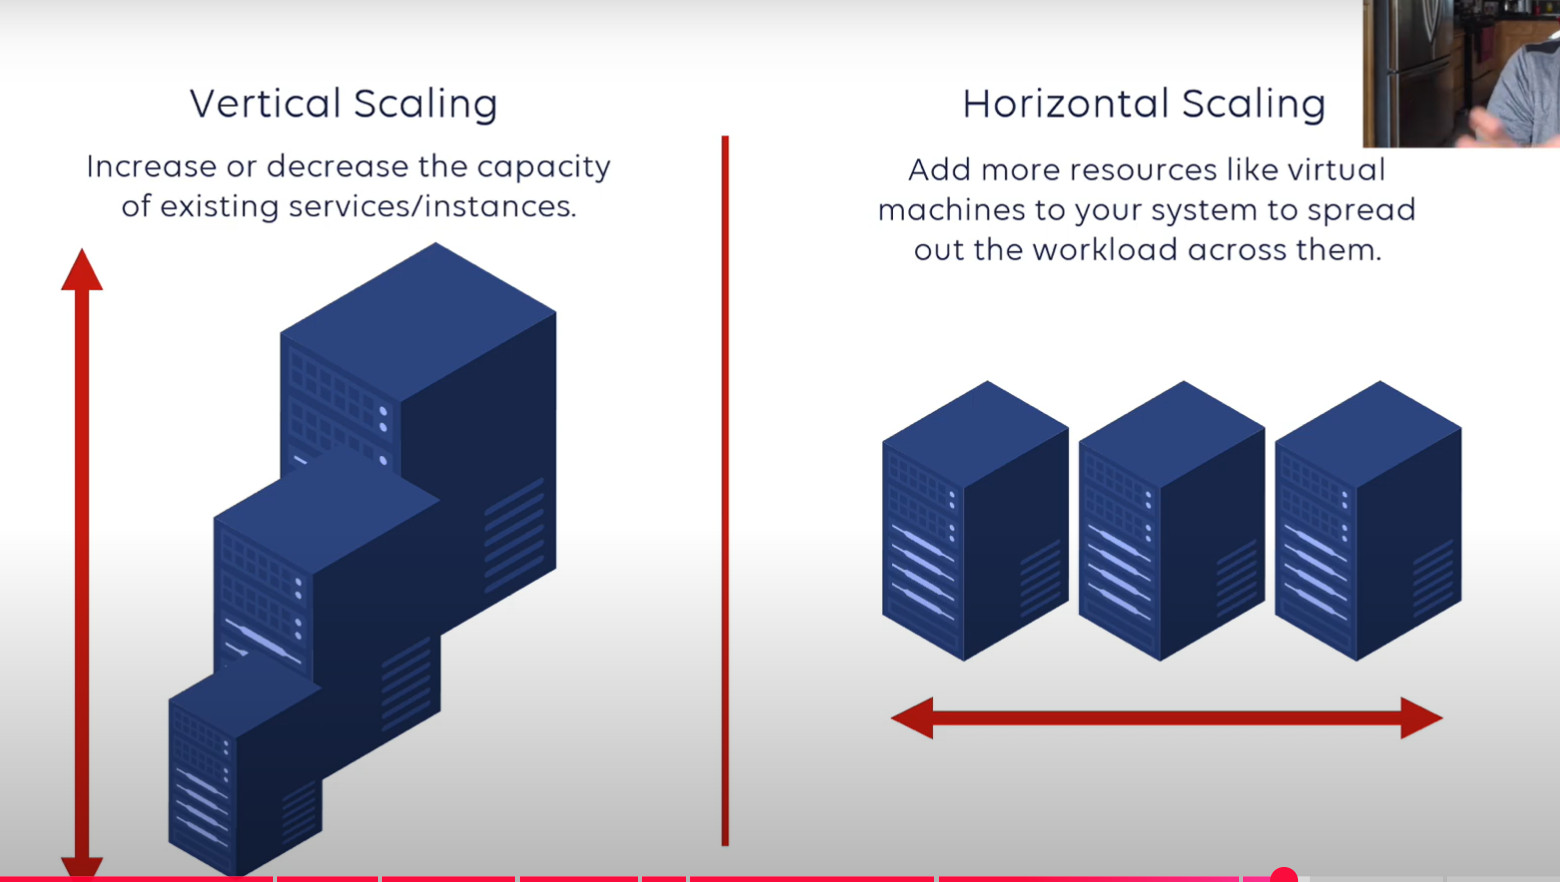 Vertical Scaling
Increase or decrease the capacity
of existing services/instances.
Horizontal Scaling
Add more resources like virtual
machines to your system to spread
out the workload across them.